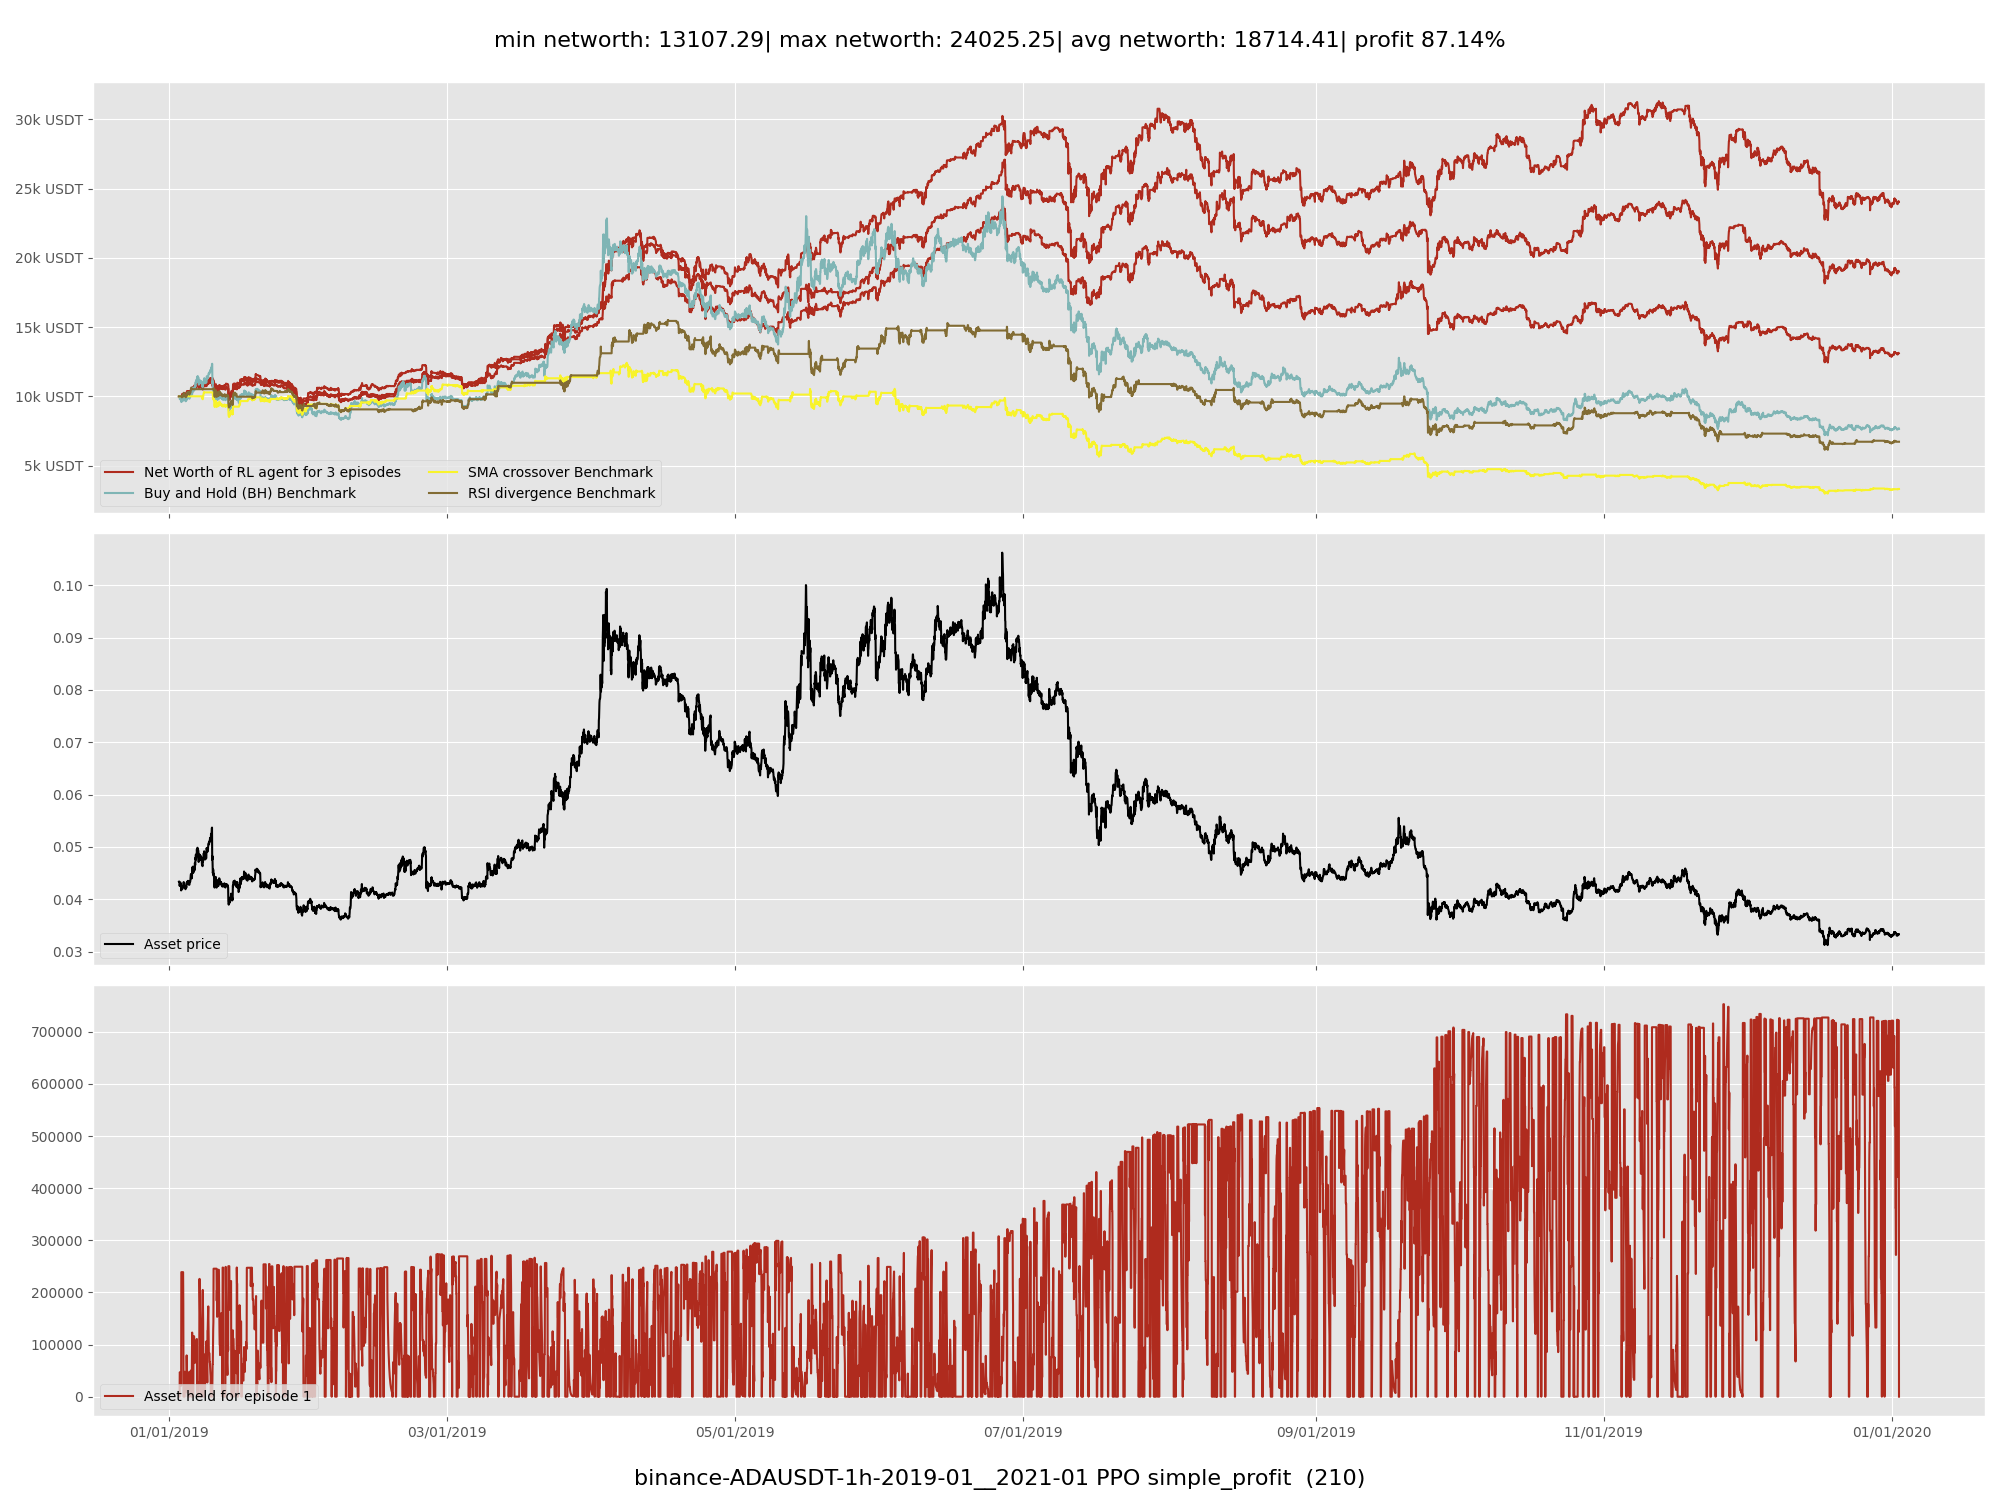 min networth: 13107.29| max networth: 24025.25| avg networth: 18714.41| profit 87.14%
30k USDT
25k USDT
20k USDT
15k USDT
10k USDT
5k USDT
Net Worth of RL agent for 3 episodes
Buy and Hold (BH) Benchmark
SMA crossover Benchmark
RSI divergence Benchmark
0.10
0.09
0.08
0.07
0.06
0.05
0.04
0.03
Asset price
700000
600000
500000
400000
300000
200000
100000
0
Asset held for episode 1
01/01/2019 03/01/2019 05/01/2019 07/01/2019 09/01/2019 11/01/2019 01/01/2020
binance-ADAUSDT-1h-2019-01__2021-01 PPO simple_profit (210)